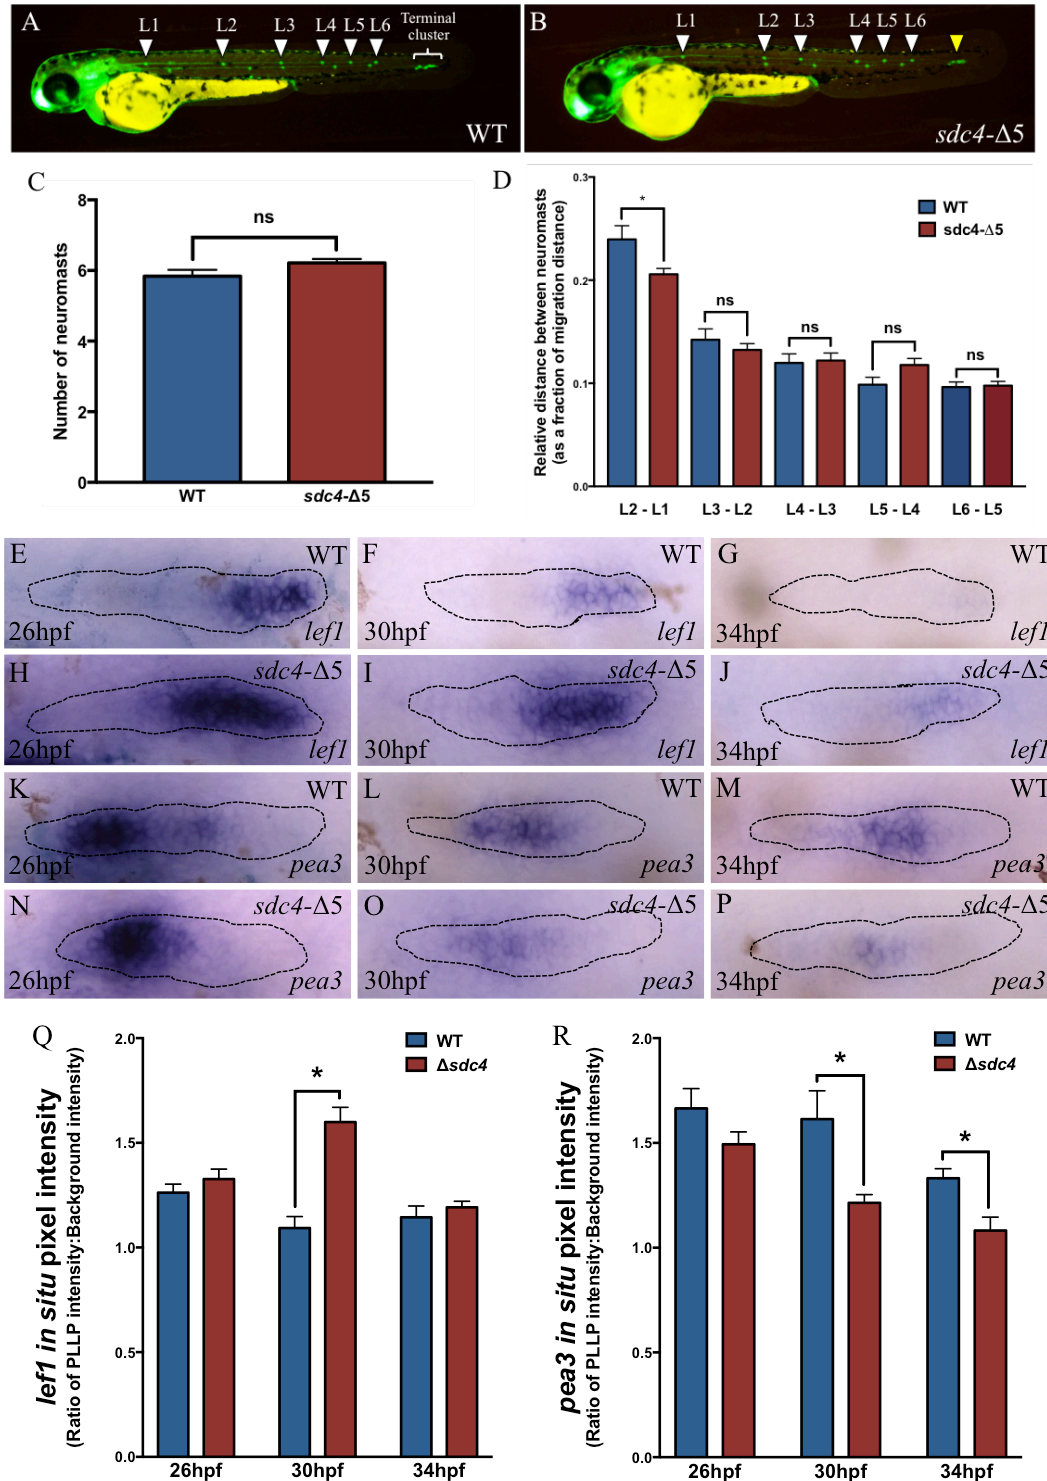 A
L1 L2 L3 L4 L5 L6
Terminal
cluster
WT
B
L1 L2 L3 L4 L5 L6
sdc4-Δ5
C
Number of neuromasts
8
6
4
2
0
ns
WT
sdc4-Δ5
D
Relative distance between neuromasts
(as a fraction of migration distance)
0.3
0.2
0.1
0.0
*
ns
ns
ns
ns
WT
sdc4-Δ5
L2 - L1
L3 - L2
L4 - L3
L5 - L4
L6 - L5
E
WT
26hpf
lef1
F
WT
30hpf
lef1
G
WT
34hpf
lef1
H
sdc4-Δ5
26hpf
lef1
I
sdc4-Δ5
30hpf
lef1
J
sdc4-Δ5
34hpf
lef1
K
WT
26hpf
pea3
L
WT
30hpf
pea3
M
WT
34hpf
pea3
N
sdc4-Δ5
26hpf
pea3
O
sdc4-Δ5
30hpf
pea3
P
sdc4-Δ5
34hpf
pea3
Q
lef1 in situ pixel intensity
(Ratio of PLLP intensity:Background intensity)
2.0
1.5
1.0
0.5
0.0
*
WT
Δsdc4
26hpf
30hpf
34hpf
R
pea3 in situ pixel intensity
(Ratio of PLLP intensity:Background intensity)
2.0
1.5
1.0
0.5
0.0
*
*
WT
Δsdc4
26hpf
30hpf
34hpf